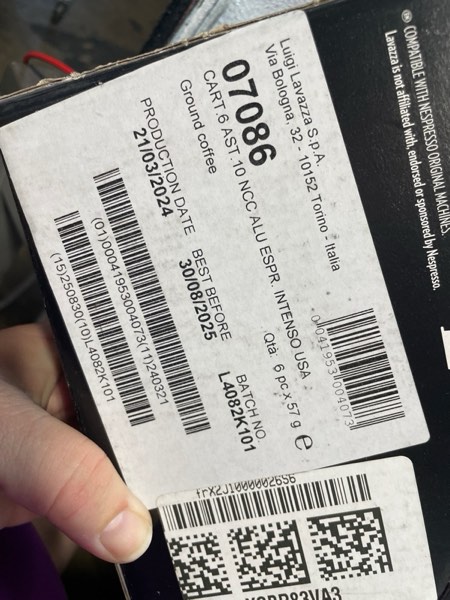 ® COMPATIBLE WITH NESPRESSO ORIGINAL MACHINES.
Lavazza is not affiliated with, endorsed or sponsored by Nespresso.
Luigi Lavazza S.p.A.
Via Bologna, 32 - 10152 Torino - Italia
07086
CART.6 AST.10 NCC ALU ESPR. INTENSO USA
Ground coffee
Qtà: 6 pc x 57 g e
00041953004073
PRODUCTION DATE
21/03/2024
BEST BEFORE
30/08/2025
BATCH NO.
L4082K101
(01)00041953004073(11)240321
(15)250830(10)L4082K101